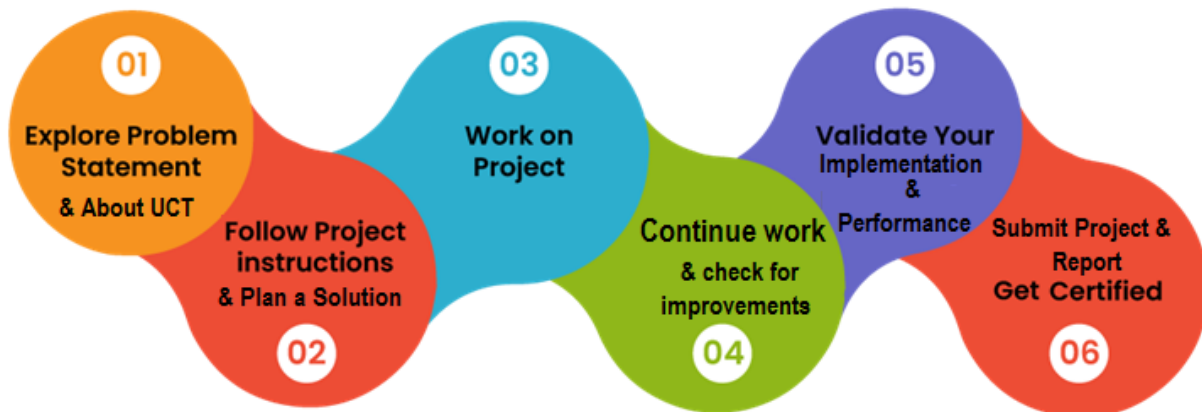 01
Explore Problem
Statement
& About UCT
Follow Project
instructions
& Plan a Solution
02
03
Work on
Project
Continue work
& check for
improvements
04
05
Validate Your
Implementation
&
Performance
Submit Project &
Report
Get Certified
06